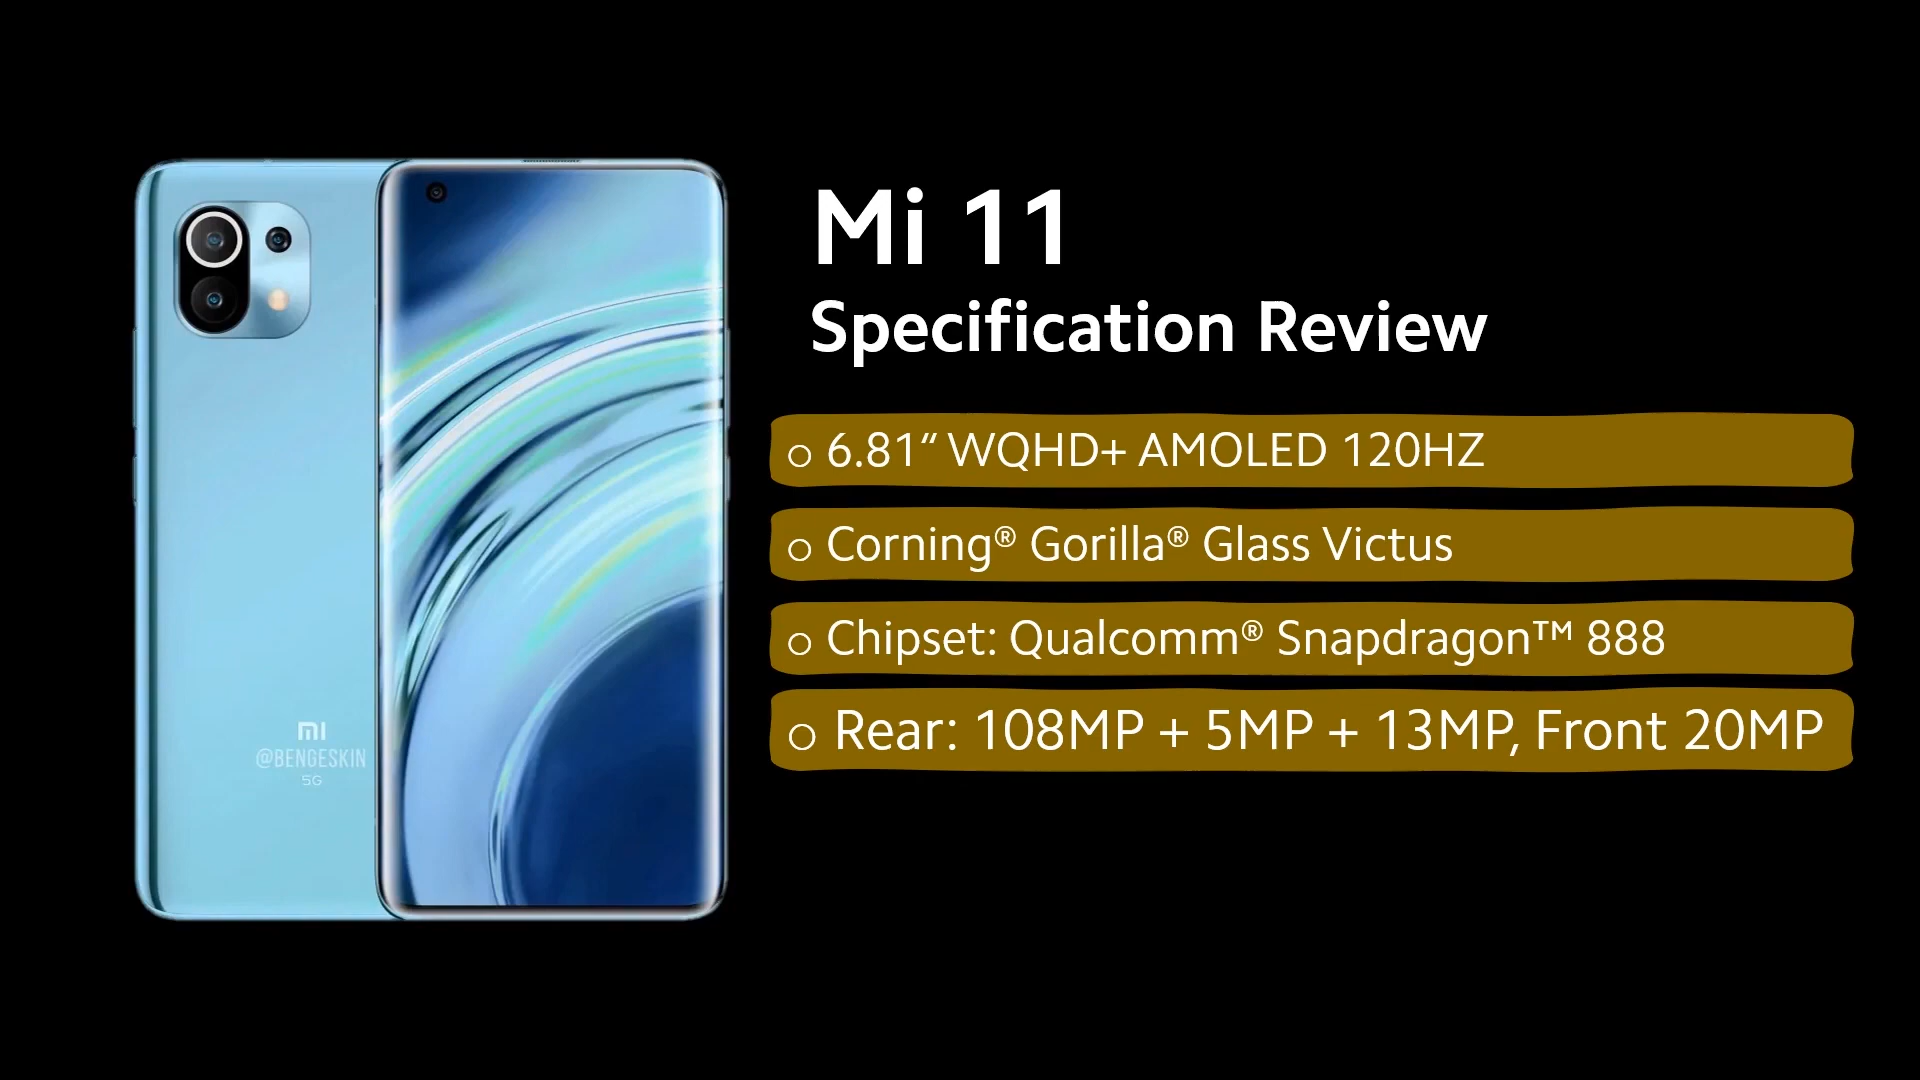 Mi 11
Specification Review
6.81“ WQHD+ AMOLED 120HZ
Corning® Gorilla® Glass Victus
Chipset: Qualcomm® Snapdragon™ 888
Rear: 108MP + 5MP + 13MP, Front 20MP
MI
@BENGESKIN
5G